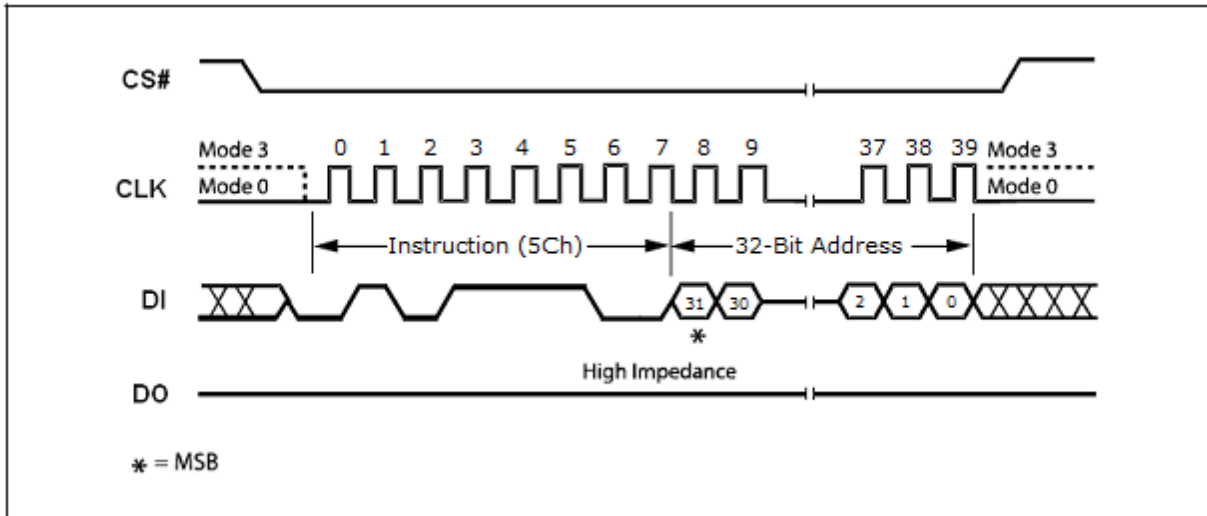 CS#
Mode 3 0 1 2 3 4 5 6 7 8 9 37 38 39 Mode 3
CLK Mode 0 Mode 0
Instruction (5Ch) 32-Bit Address
DI 31 30 2 1 0
*
High Impedance
DO
* = MSB